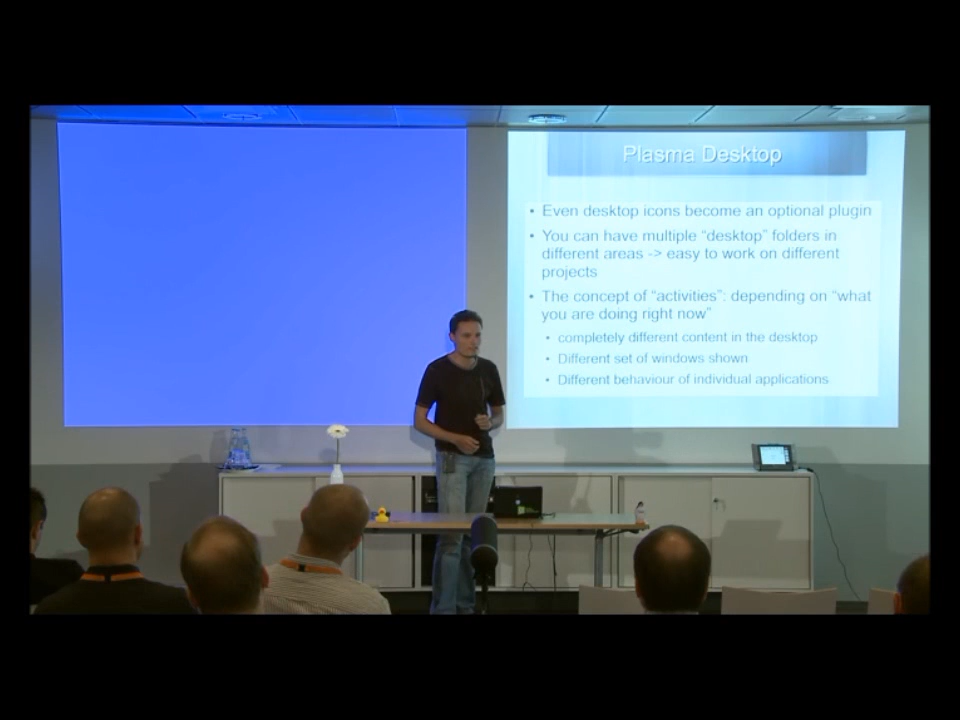 Plasma Desktop
• Even desktop icons become an optional plugin
• You can have multiple “desktop” folders in
different areas -> easy to work on different
projects
• The concept of “activities”: depending on “what
you are doing right now”
• completely different content in the desktop
• Different set of windows shown
• Different behaviour of individual applications